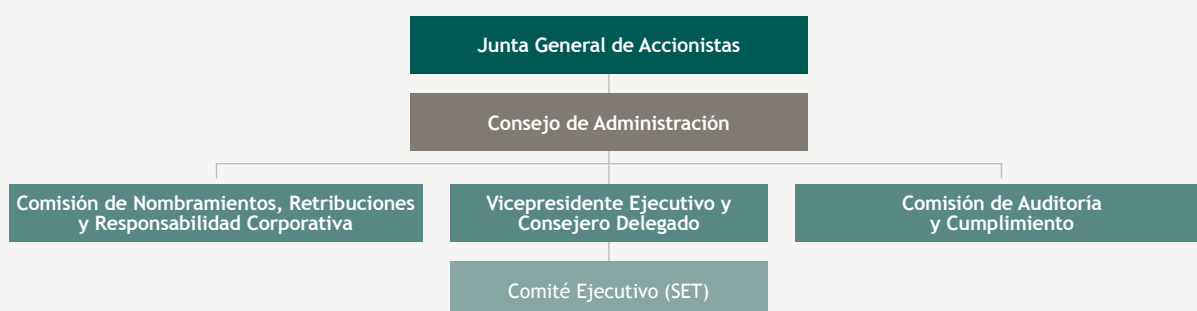 Junta General de Accionistas
Consejo de Administración
Comisión de Nombramientos, Retribuciones
y Responsabilidad Corporativa
Vicepresidente Ejecutivo y
Consejero Delegado
Comisión de Auditoría
y Cumplimiento
Comité Ejecutivo (SET)